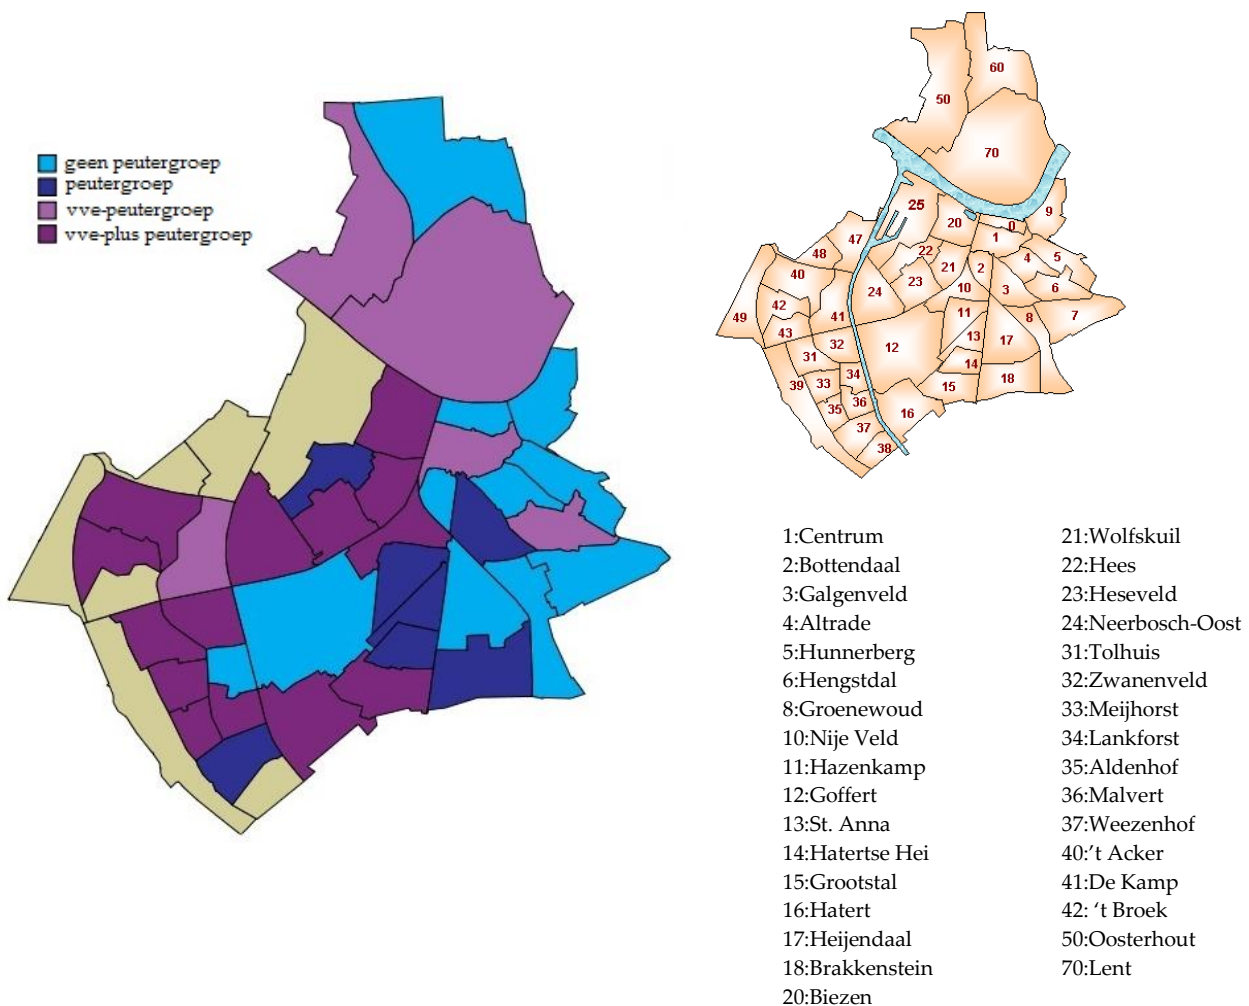 geen peutergroep
peutergroep
vve-peutergroep
vve-plus peutergroep
60
50
70
25
9
20
0
1
47
48
22
4
5
40
21
2
23
24
10
3
6
42
49
41
11
8
7
43
13
17
32
12
31
14
34
18
39
33
15
36
35
16
37
38
1:Centrum
2:Bottendaal
3:Galgenveld
4:Altrade
5:Hunnerberg
6:Hengstdal
8:Groenewoud
10:Nije Veld
11:Hazenkamp
12:Goffert
13:St. Anna
14:Hatertse Hei
15:Grootstal
16:Hatert
17:Heijendaal
18:Brakkenstein
20:Biezen
21:Wolfskuil
22:Hees
23:Heseveld
24:Neerbosch-Oost
31:Tolhuis
32:Zwanenveld
33:Meijhorst
34:Lankforst
35:Aldenhof
36:Malvert
37:Weezenhof
40:’t Acker
41:De Kamp
42: ‘t Broek
50:Oosterhout
70:Lent